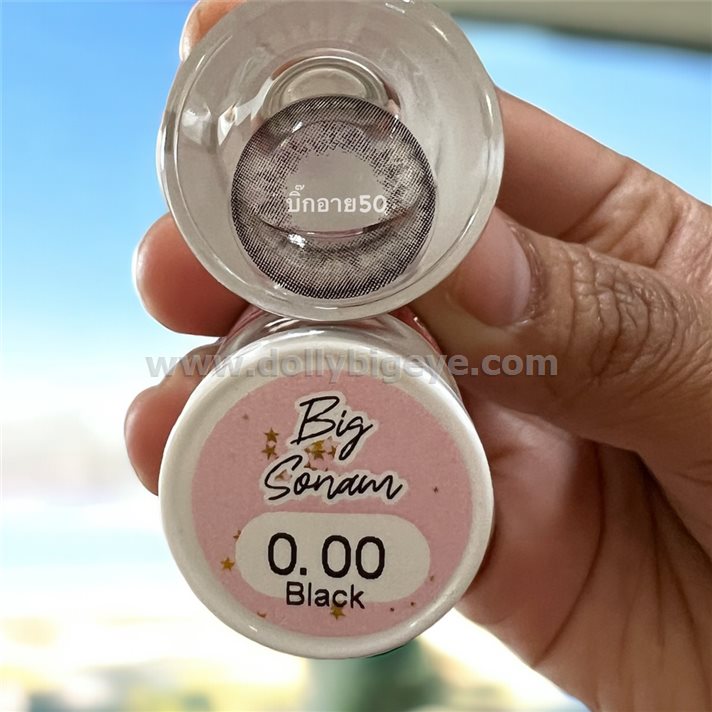 บิ๊กอาย50
www.dollybigeye.com
Big
Sonam
0.00
Black